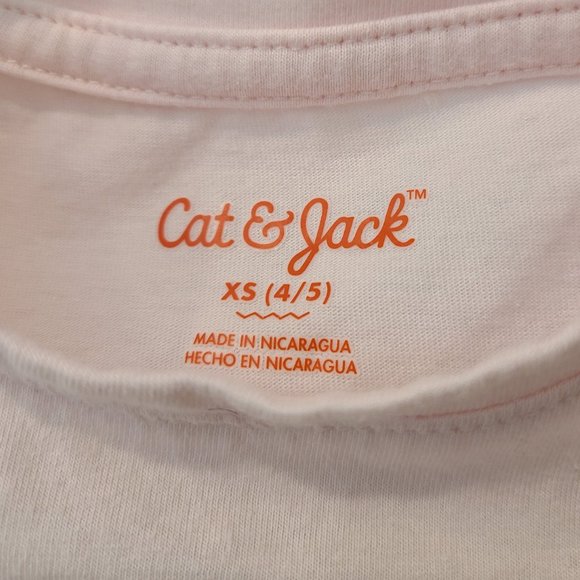 Cat & Jack™
XS (4/5)
MADE IN NICARAGUA
HECHO EN NICARAGUA